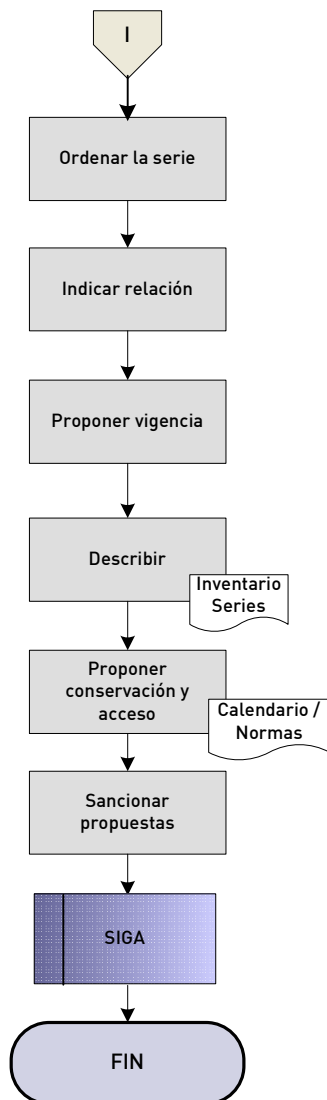 I
Ordenar la serie
Indicar relación
Proponer vigencia
Describir
Inventario
Series
Proponer
conservación y
acceso
Calendario /
Normas
Sancionar
propuestas
SIGA
FIN